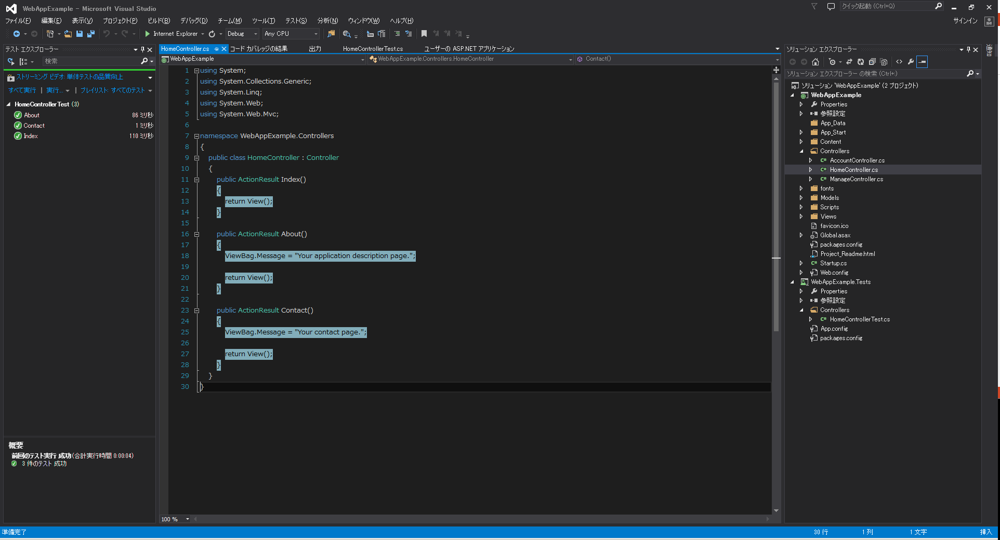 WebAppExample - Microsoft Visual Studio
クイック起動 (Ctrl+Q)
ファイル(F) 編集(E) 表示(V) プロジェクト(P) ビルド(B) デバッグ(D) チーム(M) ツール(T) テスト(S) 分析(N) ウィンドウ(W) ヘルプ(H)
サインイン
Internet Explorer Debug Any CPU
テスト エクスプローラー
検索
ストリーミング ビデオ: 単体テストの品質向上
すべて実行 | 実行... | プレイリスト: すべてのテスト
HomeControllerTest (3)
About 86 ミリ秒
Contact 1 ミリ秒
Index 110 ミリ秒
概要
前回のテスト実行 成功 (合計実行時間 0:00:04)
3 件のテスト 成功
HomeController.cs コード カバレッジの結果 出力 HomeControllerTest.cs ユーザーの ASP.NET アプリケーション
WebAppExample WebAppExample.Controllers.HomeController Contact()
1 using System;
2 using System.Collections.Generic;
3 using System.Linq;
4 using System.Web;
5 using System.Web.Mvc;
6
7 namespace WebAppExample.Controllers
8 {
9 public class HomeController : Controller
10 {
11 public ActionResult Index()
12 {
13 return View();
14 }
15
16 public ActionResult About()
17 {
18 ViewBag.Message = "Your application description page.";
19
20 return View();
21 }
22
23 public ActionResult Contact()
24 {
25 ViewBag.Message = "Your contact page.";
26
27 return View();
28 }
29 }
30 }
100 %
ソリューション エクスプローラー
ソリューション エクスプローラー の検索 (Ctrl+:)
ソリューション 'WebAppExample' (2 プロジェクト)
WebAppExample
Properties
参照設定
App_Data
App_Start
Content
Controllers
C# AccountController.cs
C# HomeController.cs
C# ManageController.cs
fonts
Models
Scripts
Views
favicon.ico
Global.asax
packages.config
Project_Readme.html
C# Startup.cs
Web.config
WebAppExample.Tests
Properties
参照設定
Controllers
C# HomeControllerTest.cs
App.config
packages.config
通知
準備完了 30 行 1 列 1 文字 挿入